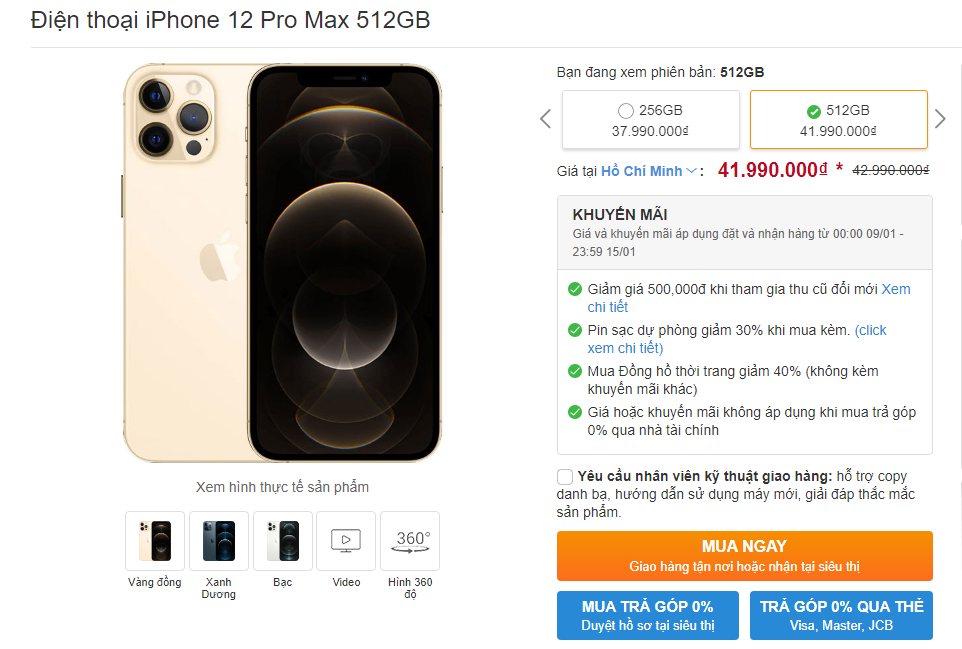 Điện thoại iPhone 12 Pro Max 512GB
Bạn đang xem phiên bản: 512GB
256GB
37.990.000₫
512GB
41.990.000₫
Giá tại Hồ Chí Minh : 41.990.000₫ * 42.990.000₫
KHUYẾN MÃI
Giá và khuyến mãi áp dụng đặt và nhận hàng từ 00:00 09/01 -
23:59 15/01
Giảm giá 500,000đ khi tham gia thu cũ đổi mới Xem
chi tiết
Pin sạc dự phòng giảm 30% khi mua kèm. (click
xem chi tiết)
Mua Đồng hồ thời trang giảm 40% (không kèm
khuyến mãi khác)
Giá hoặc khuyến mãi không áp dụng khi mua trả góp
0% qua nhà tài chính
Yêu cầu nhân viên kỹ thuật giao hàng: hỗ trợ copy
danh bạ, hướng dẫn sử dụng máy mới, giải đáp thắc mắc
sản phẩm.
MUA NGAY
Giao hàng tận nơi hoặc nhận tại siêu thị
MUA TRẢ GÓP 0%
Duyệt hồ sơ tại siêu thị
TRẢ GÓP 0% QUA THẺ
Visa, Master, JCB
Xem hình thực tế sản phẩm
360°
Vàng đồng
Xanh
Dương
Bạc
Video
Hình 360
độ